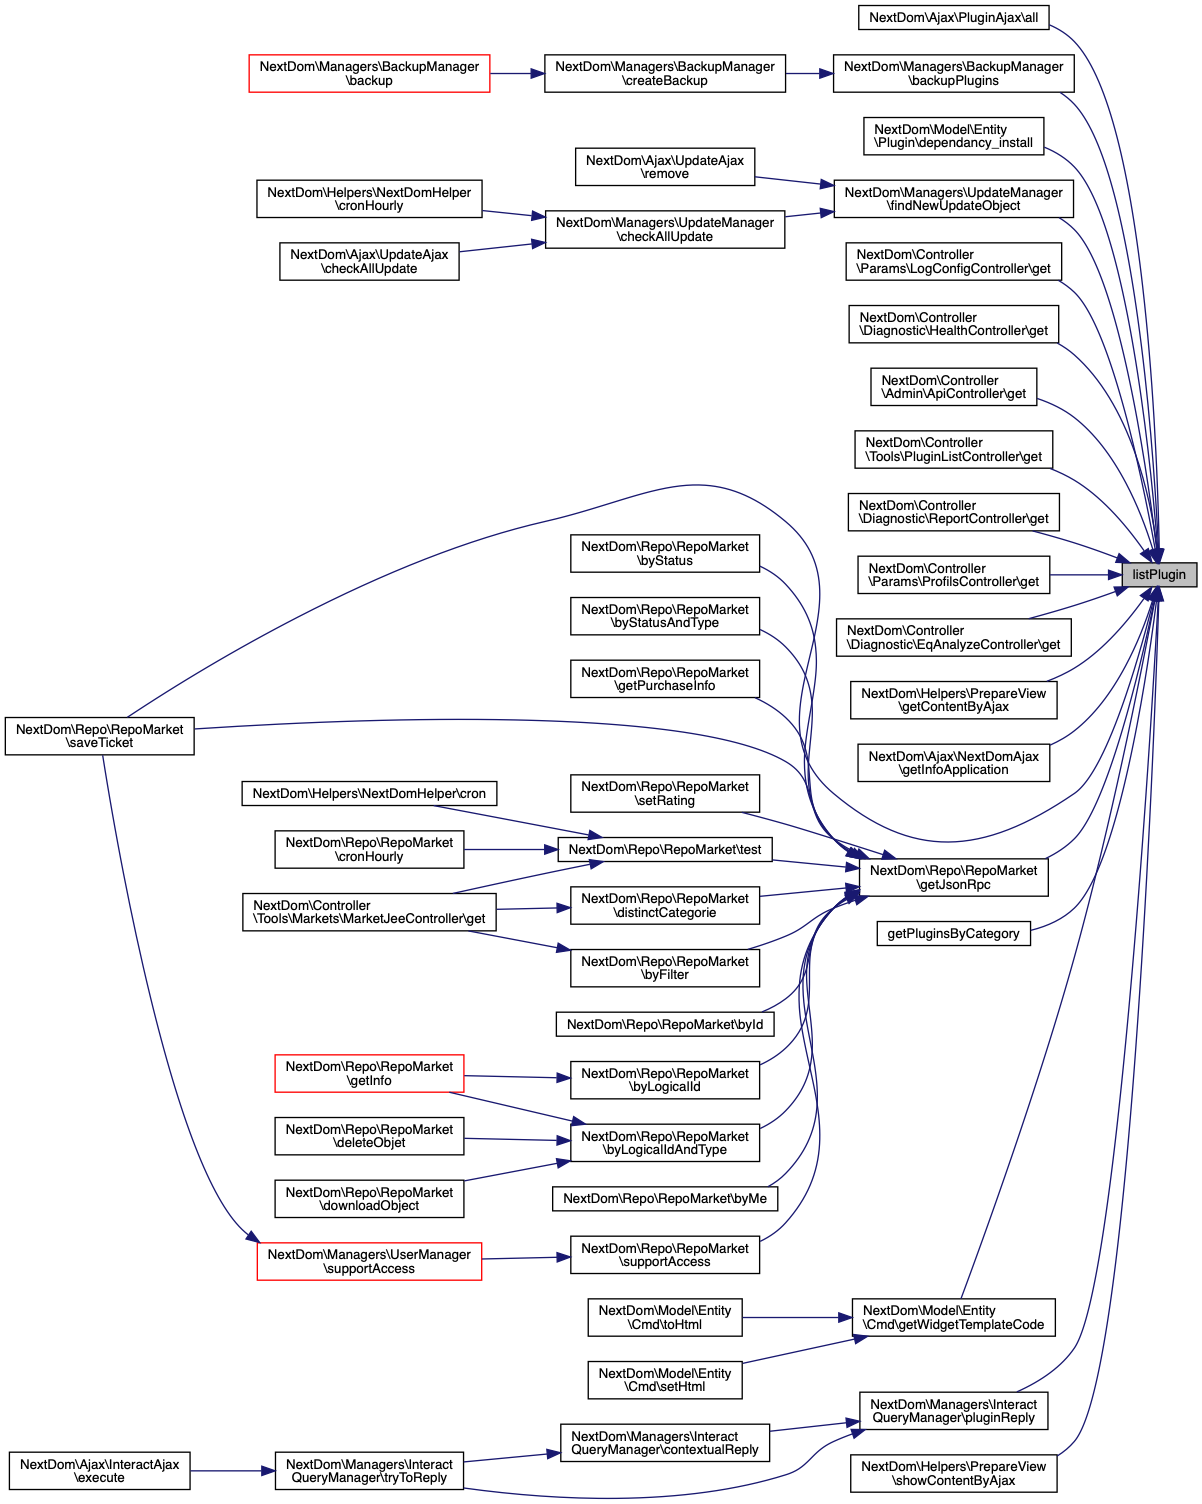 NextDom\Ajax\PluginAjax\all
NextDom\Managers\BackupManager
\backup
NextDom\Managers\BackupManager
\createBackup
NextDom\Managers\BackupManager
\backupPlugins
NextDom\Model\Entity
\Plugin\dependancy_install
NextDom\Ajax\UpdateAjax
\remove
NextDom\Helpers\NextDomHelper
\cronHourly
NextDom\Managers\UpdateManager
\findNewUpdateObject
NextDom\Managers\UpdateManager
\checkAllUpdate
NextDom\Ajax\UpdateAjax
\checkAllUpdate
NextDom\Controller
\Params\LogConfigController\get
NextDom\Controller
\Diagnostic\HealthController\get
NextDom\Controller
\Admin\ApiController\get
NextDom\Controller
\Tools\PluginListController\get
NextDom\Controller
\Diagnostic\ReportController\get
NextDom\Repo\RepoMarket
\byStatus
NextDom\Controller
\Params\ProfilsController\get
listPlugin
NextDom\Repo\RepoMarket
\byStatusAndType
NextDom\Controller
\Diagnostic\EqAnalyzeController\get
NextDom\Repo\RepoMarket
\getPurchaseInfo
NextDom\Helpers\PrepareView
\getContentByAjax
NextDom\Repo\RepoMarket
\saveTicket
NextDom\Ajax\NextDomAjax
\getInfoApplication
NextDom\Helpers\NextDomHelper\cron
NextDom\Repo\RepoMarket
\setRating
NextDom\Repo\RepoMarket
\cronHourly
NextDom\Repo\RepoMarket\test
NextDom\Repo\RepoMarket
\getJsonRpc
NextDom\Controller
\Tools\Markets\MarketJeeController\get
NextDom\Repo\RepoMarket
\distinctCategorie
getPluginsByCategory
NextDom\Repo\RepoMarket
\byFilter
NextDom\Repo\RepoMarket\byId
NextDom\Repo\RepoMarket
\getInfo
NextDom\Repo\RepoMarket
\byLogicalId
NextDom\Repo\RepoMarket
\deleteObjet
NextDom\Repo\RepoMarket
\byLogicalIdAndType
NextDom\Repo\RepoMarket
\downloadObject
NextDom\Repo\RepoMarket\byMe
NextDom\Managers\UserManager
\supportAccess
NextDom\Repo\RepoMarket
\supportAccess
NextDom\Model\Entity
\Cmd\toHtml
NextDom\Model\Entity
\Cmd\getWidgetTemplateCode
NextDom\Model\Entity
\Cmd\setHtml
NextDom\Managers\Interact
QueryManager\pluginReply
NextDom\Managers\Interact
QueryManager\contextualReply
NextDom\Ajax\InteractAjax
\execute
NextDom\Managers\Interact
QueryManager\tryToReply
NextDom\Helpers\PrepareView
\showContentByAjax